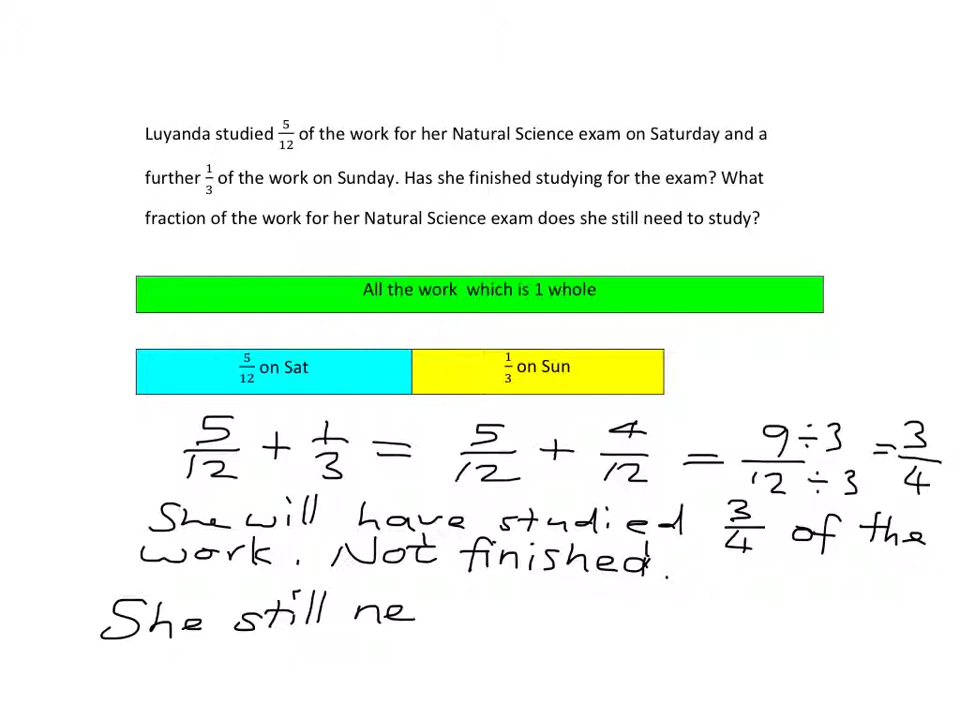 Luyanda studied 5/12 of the work for her Natural Science exam on Saturday and a
further 1/3 of the work on Sunday. Has she finished studying for the exam? What
fraction of the work for her Natural Science exam does she still need to study?
All the work which is 1 whole
5/12 on Sat 1/3 on Sun
5/12 + 1/3 = 5/12 + 4/12 = 9÷3/12÷3 = 3/4
She will have studied 3/4 of the
work. Not finished.
She still ne